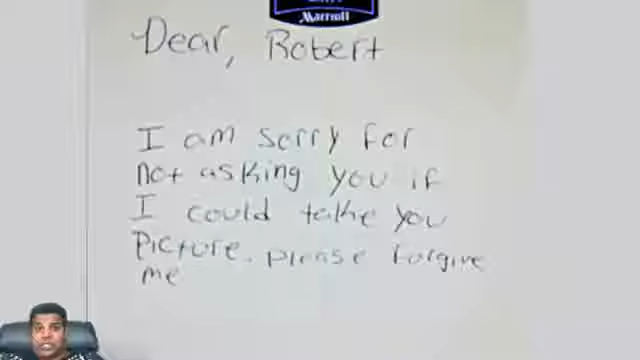 Marriott
Dear, Robert
I am sorry for
not asking you if
I could take you
Picture. please forgive
me